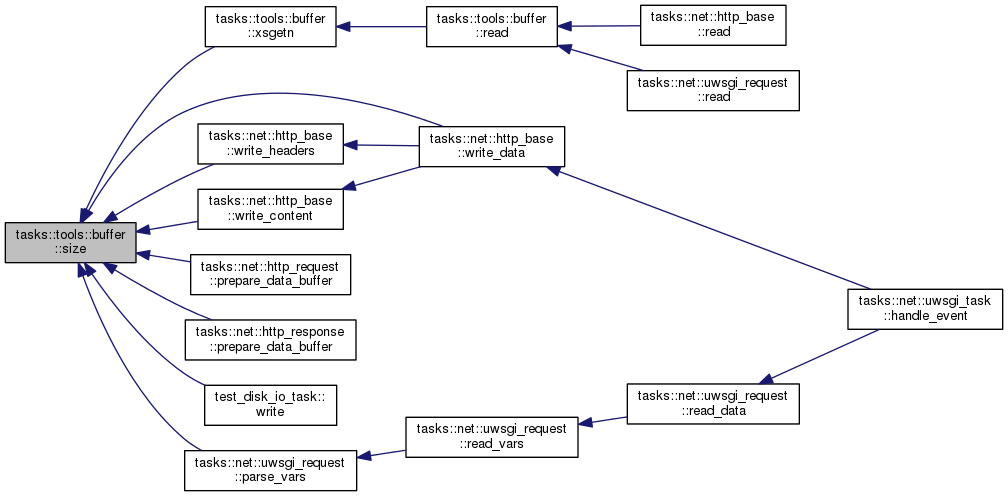 tasks::tools::buffer
::xsgetn
tasks::tools::buffer
::read
tasks::net::http_base
::read
tasks::net::uwsgi_request
::read
tasks::net::http_base
::write_headers
tasks::net::http_base
::write_data
tasks::net::http_base
::write_content
tasks::tools::buffer
::size
tasks::net::http_request
::prepare_data_buffer
tasks::net::uwsgi_task
::handle_event
tasks::net::http_response
::prepare_data_buffer
test_disk_io_task::
write
tasks::net::uwsgi_request
::read_data
tasks::net::uwsgi_request
::read_vars
tasks::net::uwsgi_request
::parse_vars